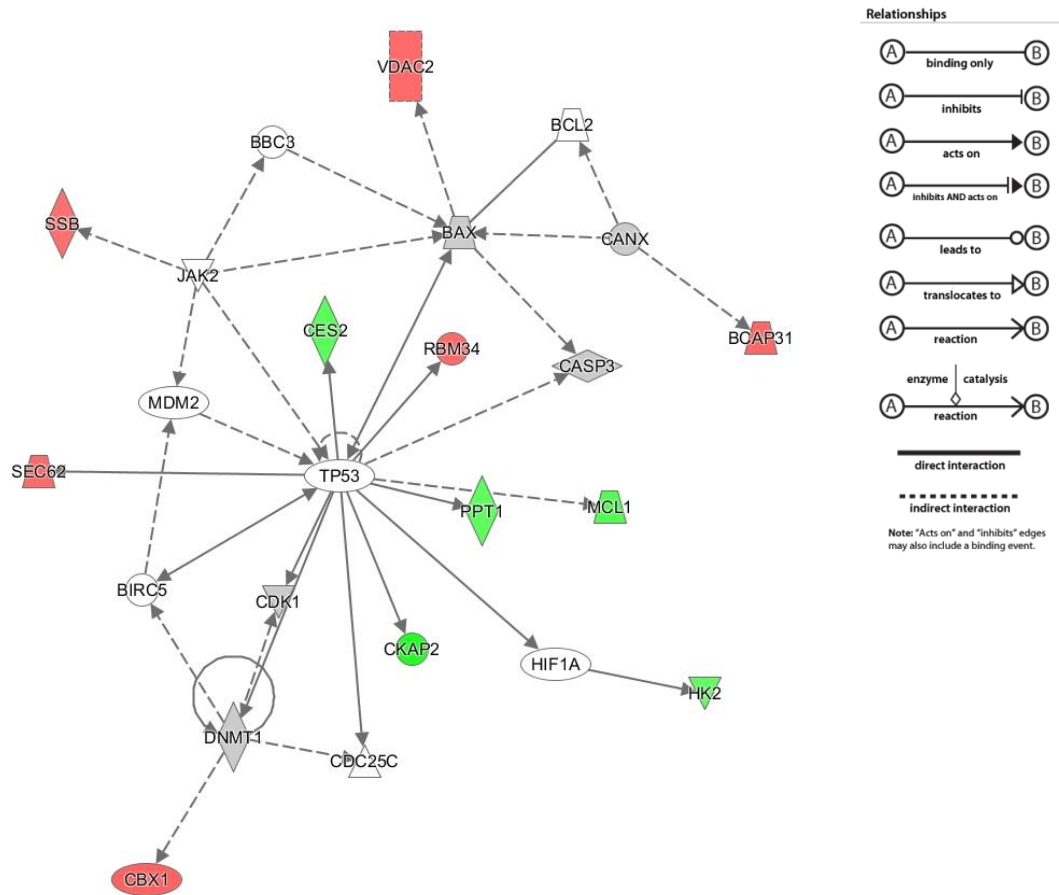 VDAC2
BCL2
BBC3
SSB
BAX
CANX
JAK2
CES2
RBM34
BCAP31
CASP3
MDM2
SEC62
TP53
PPT1
MCL1
BIRC5
CDK1
CKAP2
HIF1A
HK2
DNMT1
CDC25C
CBX1
Relationships
A B
binding only
A B
inhibits
A B
acts on
A B
inhibits AND acts on
A B
leads to
A B
translocates to
A B
reaction
enzyme catalysis
A B
reaction
direct interaction
indirect interaction
Note: "Acts on" and "inhibits" edges
may also include a binding event.